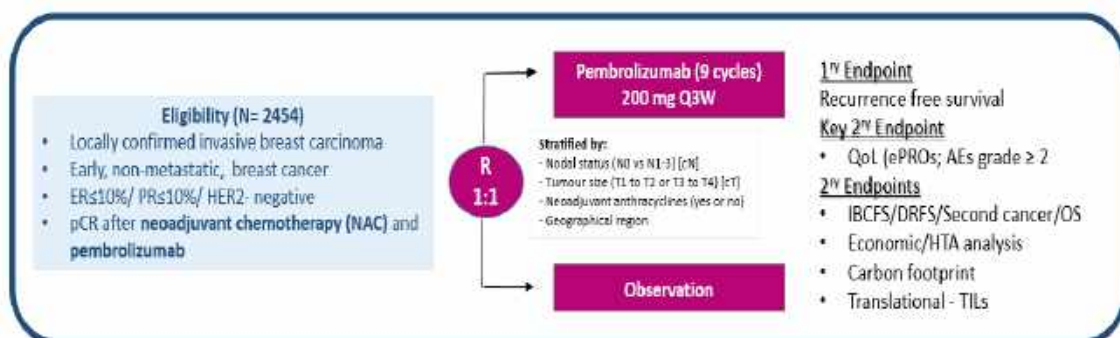 Eligibility (N= 2454)
• Locally confirmed invasive breast carcinoma
• Early, non-metastatic, breast cancer
• ER≤10%/ PR≤10%/ HER2- negative
• pCR after neoadjuvant chemotherapy (NAC) and
pembrolizumab
R
1:1
Pembrolizumab (9 cycles)
200 mg Q3W
Stratified by:
- Nodal status (N0 vs N1-3) [cN]
- Tumour size (T1 to T2 or T3 to T4) [cT]
- Neoadjuvant anthracyclines (yes or no)
- Geographical region
Observation
1ry Endpoint
Recurrence free survival
Key 2ry Endpoint
• QoL (ePROs; AEs grade ≥ 2
2ry Endpoints
• IBCFS/DRFS/Second cancer/OS
• Economic/HTA analysis
• Carbon footprint
• Translational - TILs